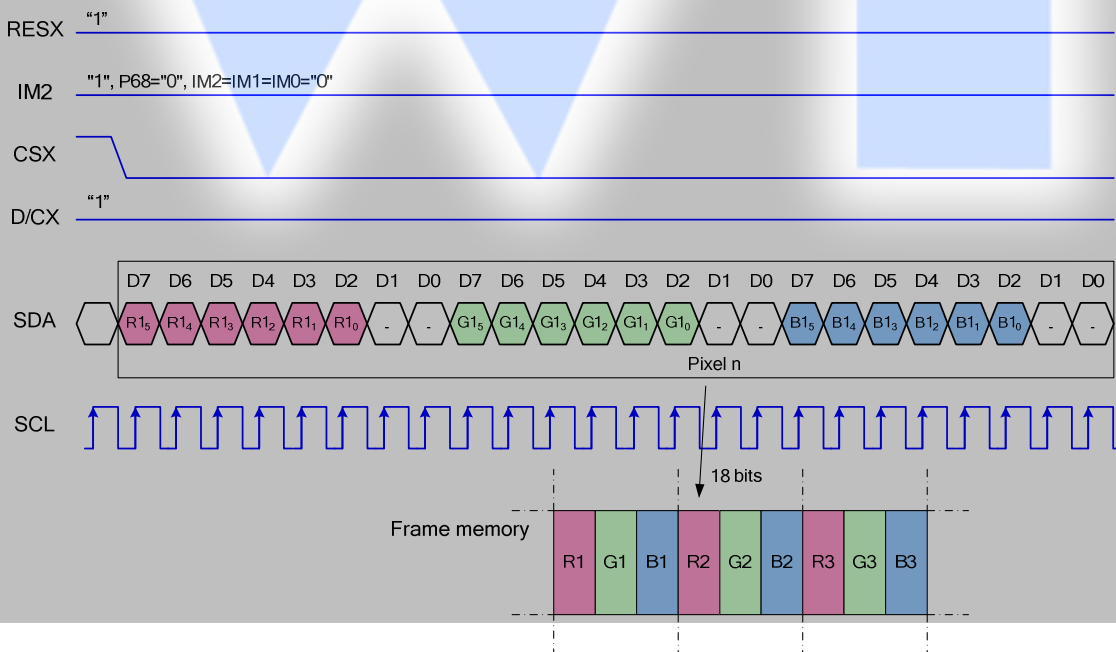 RESX “1”
IM2 "1", P68="0", IM2=IM1=IM0="0"
CSX
D/CX “1”
D7 D6 D5 D4 D3 D2 D1 D0 D7 D6 D5 D4 D3 D2 D1 D0 D7 D6 D5 D4 D3 D2 D1 D0
SDA R1₅ R1₄ R1₃ R1₂ R1₁ R1₀ - - G1₅ G1₄ G1₃ G1₂ G1₁ G1₀ - - B1₅ B1₄ B1₃ B1₂ B1₁ B1₀ - -
Pixel n
SCL
18 bits
Frame memory
R1 G1 B1 R2 G2 B2 R3 G3 B3